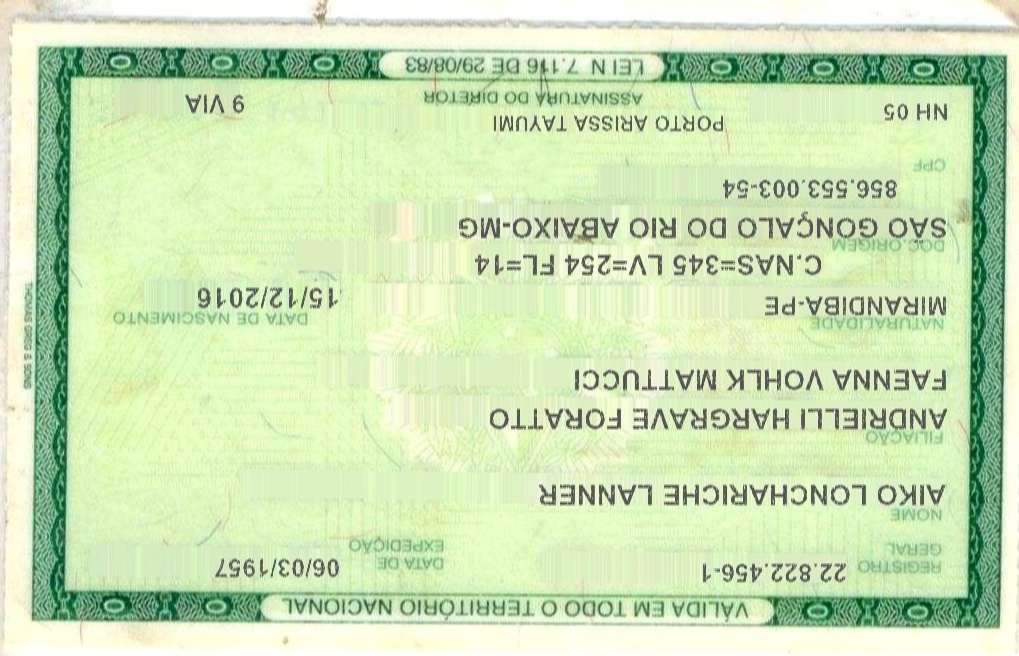 VÁLIDA EM TODO O TERRITÓRIO NACIONAL
REGISTRO GERAL 22.822.456-1 DATA DE EXPEDIÇÃO 06/03/1957
NOME
AIKO LONCHARICHE LANNER
FILIAÇÃO
ANDRIELLI HARGRAVE FORATTO
FAENNA VOHLK MATTUCCI
NATURALIDADE DATA DE NASCIMENTO
MIRANDIBA-PE 15/12/2016
C.NAS=345 LV=254 FL=14
DOC.ORIGEM
SAO GONÇALO DO RIO ABAIXO-MG
856.553.003-54
CPF
PORTO ARISSA TAYUMI
NH 05 ASSINATURA DO DIRETOR 9 VIA
LEI N 7.116 DE 29/08/83
THOMAS GREG & SONS